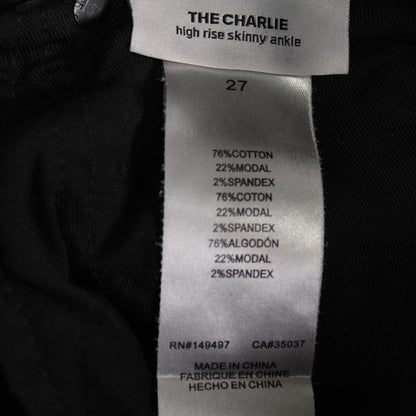 THE CHARLIE
high rise skinny ankle
27
76%COTTON
22%MODAL
2%SPANDEX
76%COTON
22%MODAL
2%SPANDEX
76%ALGODÓN
22%MODAL
2%SPANDEX
RN#149497 CA#35037
MADE IN CHINA
FABRIQUE EN CHINE
HECHO EN CHINA